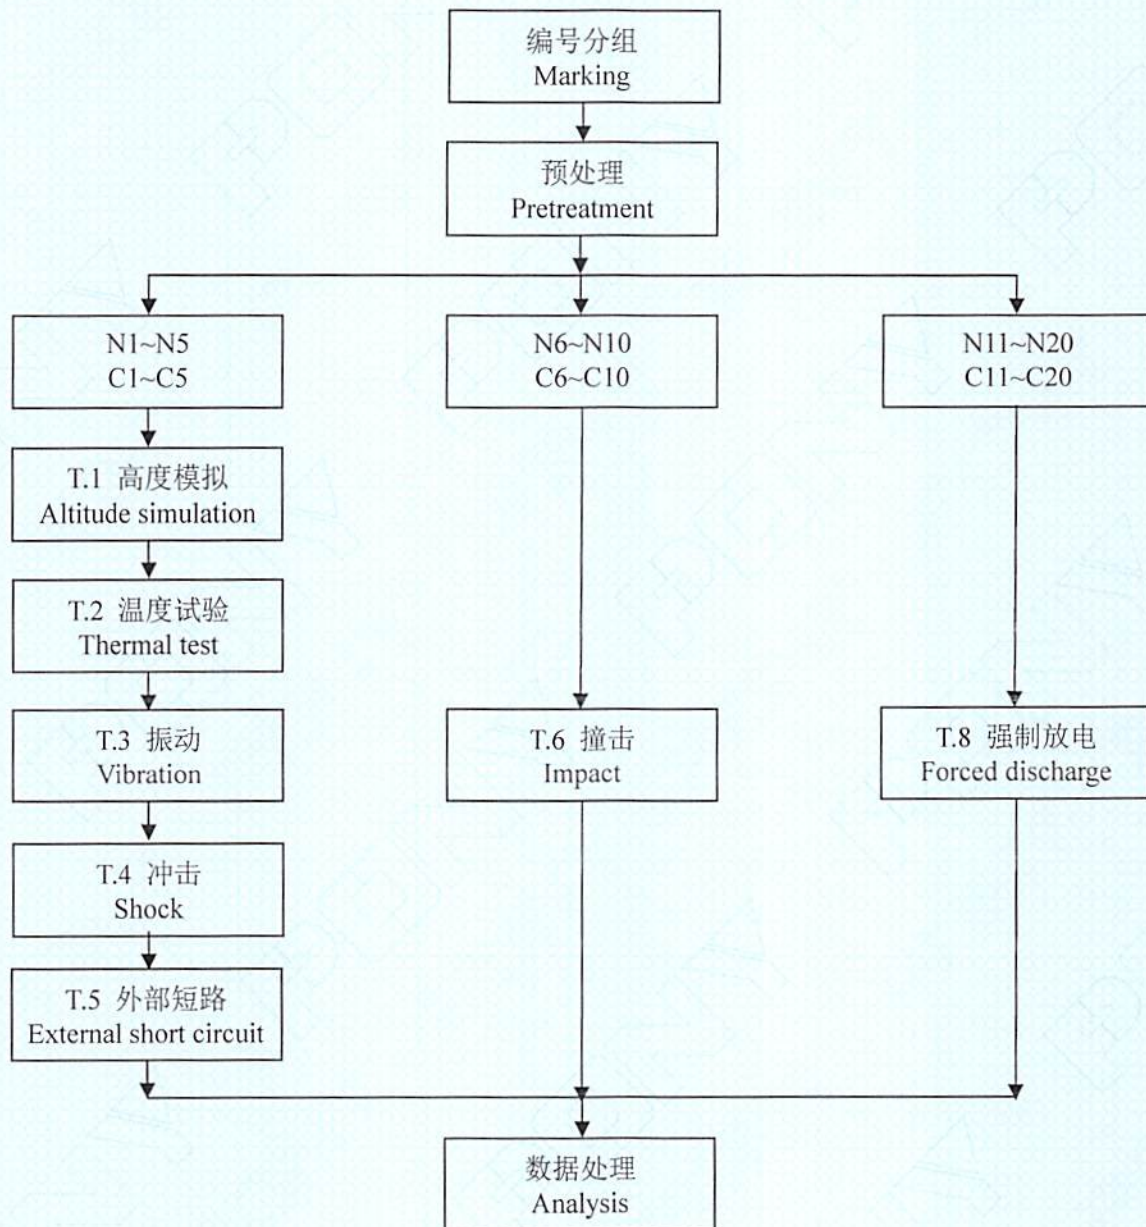 编号分组
Marking
预处理
Pretreatment
N1~N5
C1~C5
N6~N10
C6~C10
N11~N20
C11~C20
T.1 高度模拟
Altitude simulation
T.2 温度试验
Thermal test
T.3 振动
Vibration
T.6 撞击
Impact
T.8 强制放电
Forced discharge
T.4 冲击
Shock
T.5 外部短路
External short circuit
数据处理
Analysis